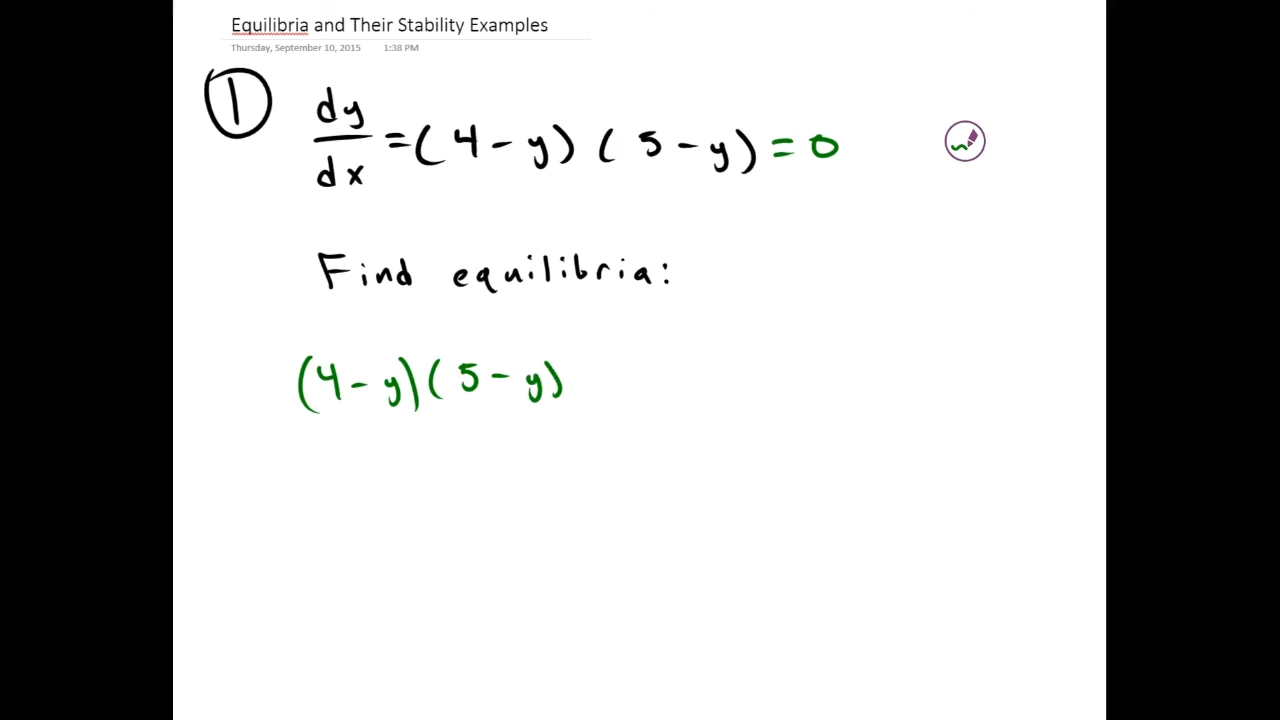 Equilibria and Their Stability Examples
Thursday, September 10, 2015 1:38 PM
1
dy
dx
=(4-y)(5-y)=0
Find equilibria:
(4-y)(5-y)